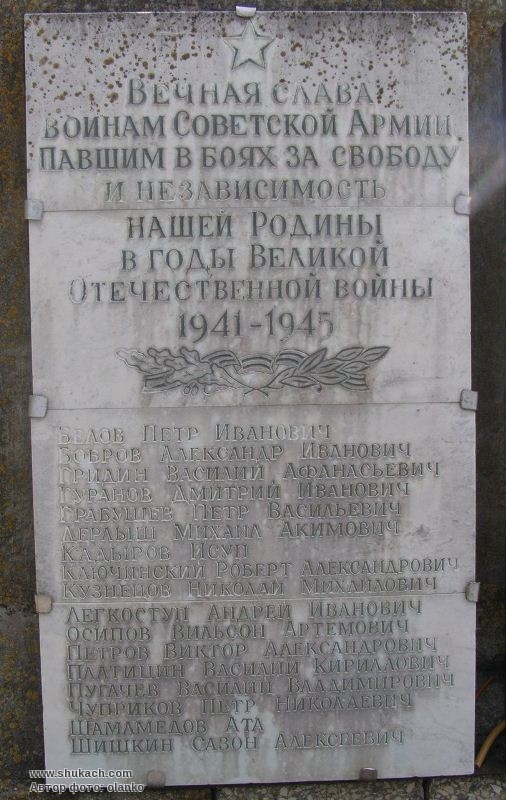 Вечная слава
воинам Советской Армии,
павшим в боях за свободу
и независимость
нашей Родины
в годы Великой
Отечественной войны
1941-1945
Белов Петр Иванович
Бобров Александр Иванович
Гридин Василий Афанасьевич
Гуранов Дмитрий Иванович
Грабушев Петр Васильевич
Михаил Акимович
Кадыров Исуп
Ключинский Роберт Александрович
Кузнецов Николай Михайлович
Легкоступ Андрей Иванович
Осипов Вильсон Артемович
Петров Виктор Александрович
Платицин Василий Кириллович
Пугачев Василий Владимирович
Чуприков Петр Николаевич
Шамамедов Ата
Шишкин Сазон Алексеевич
www.shukach.com
Автор фото: olanko